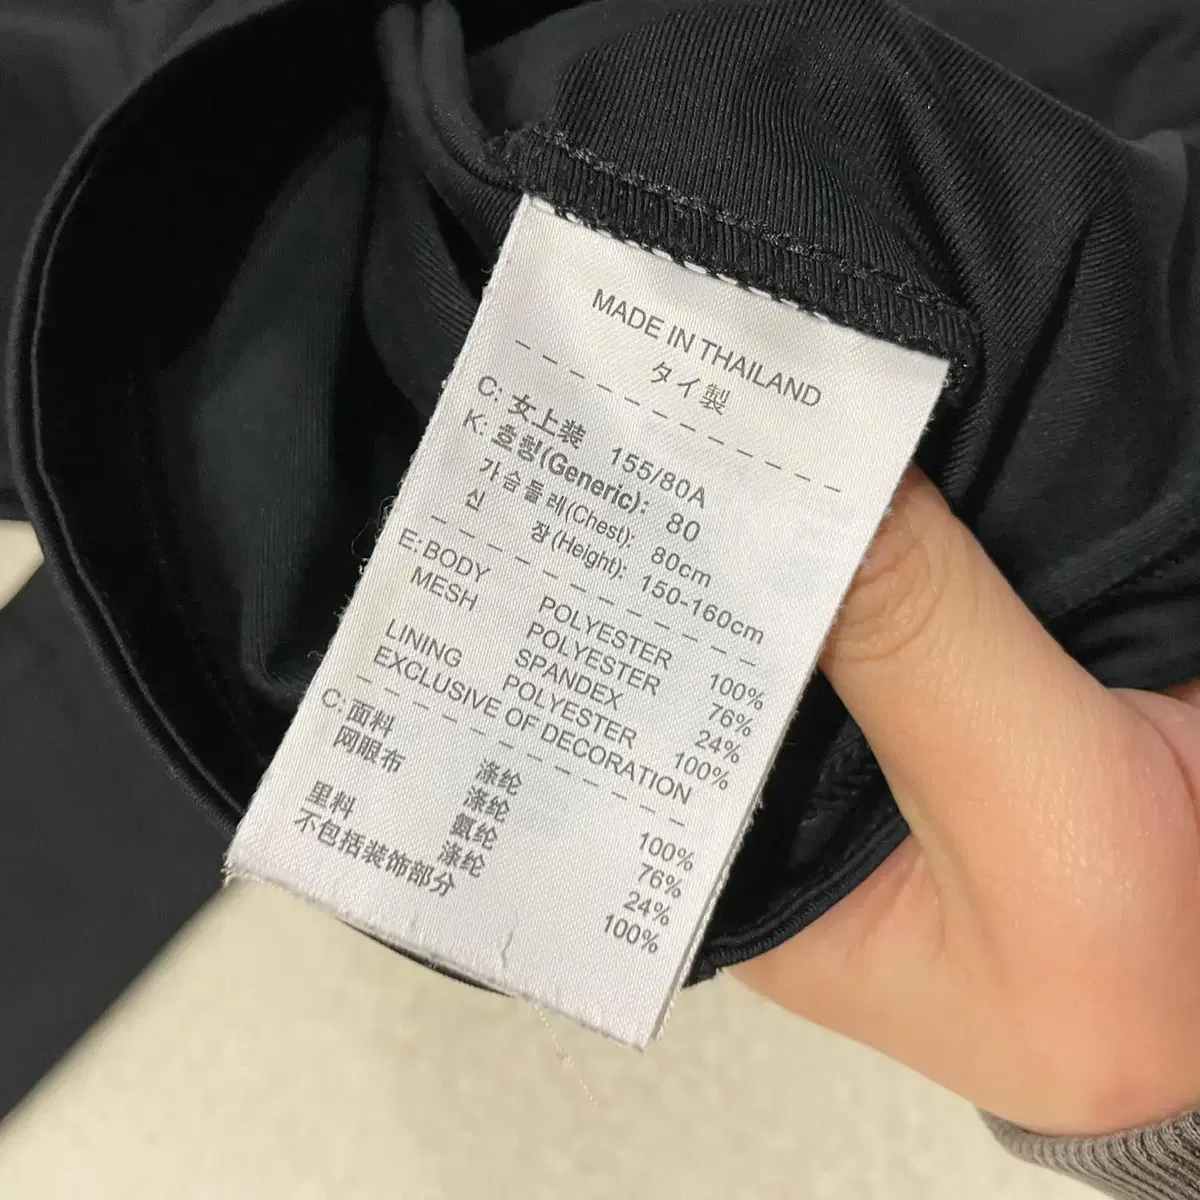 MADE IN THAILAND
タイ製
C: 女上装 155/80A
K: 호칭(Generic): 80
가슴둘레(Chest): 80cm
신 장(Height): 150-160cm
E: BODY POLYESTER 100%
MESH POLYESTER 76%
SPANDEX 24%
LINING POLYESTER 100%
EXCLUSIVE OF DECORATION
C: 面料 涤纶 100%
网眼布 涤纶 76%
氨纶 24%
里料 涤纶 100%
不包括装饰部分